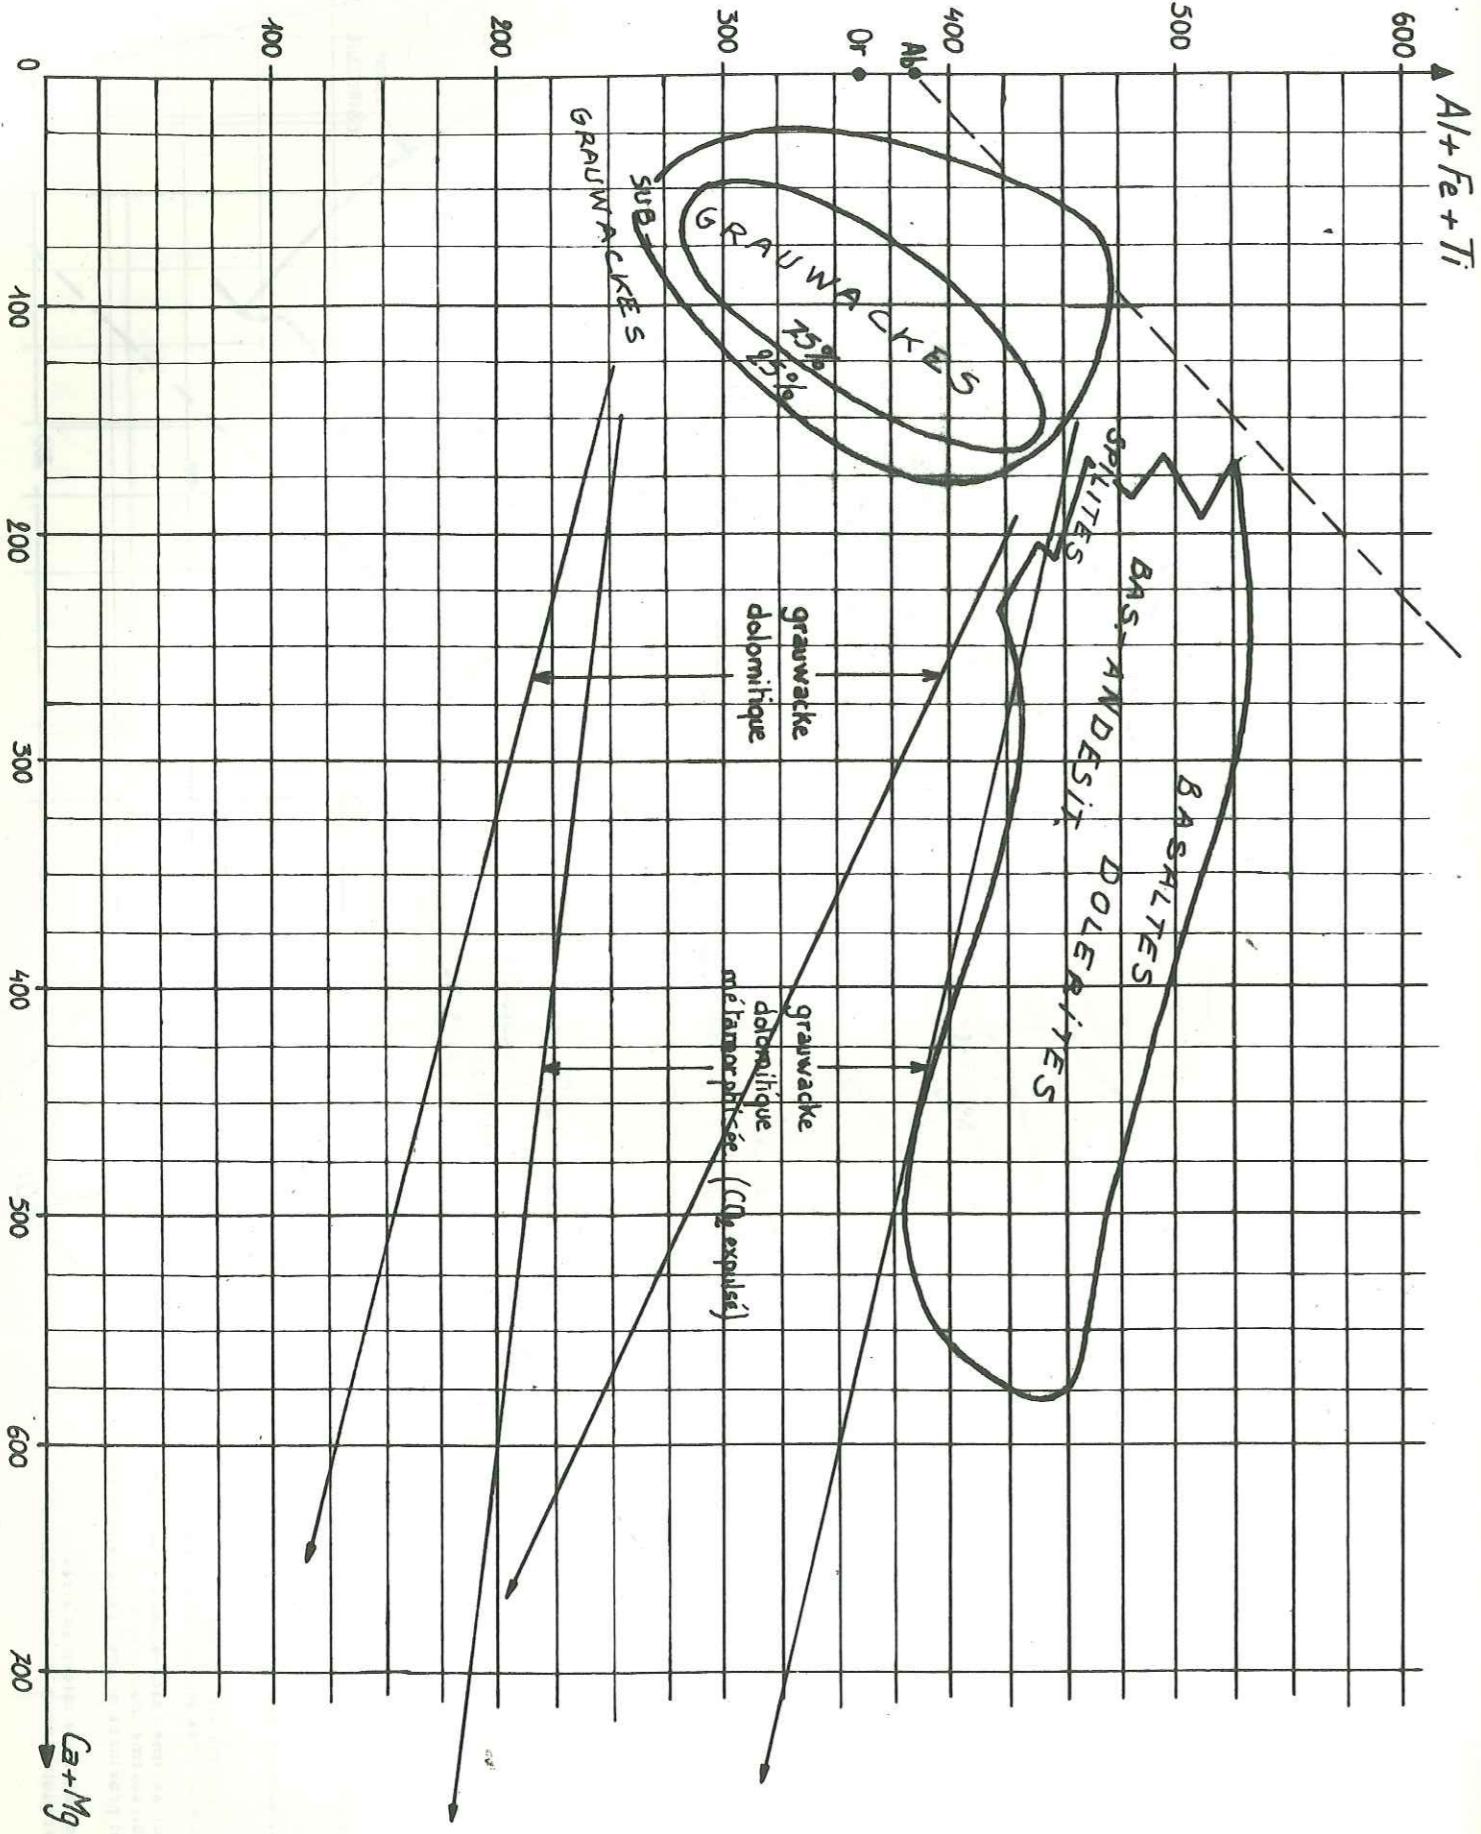 Al+Fe+Ti
600
500
400
Ab
Or
300
200
100
0
100
200
300
400
500
600
700
Ca+Mg
SUB-
GRAUWACKES
GRAUWACKES
75%
25%
SPILITES
BAS-ANDESIT.
DOLERITES
BASALTES
grauwacke
dolomitique
grauwacke
dolomitique
métamorphisée (CO2 expulsé)